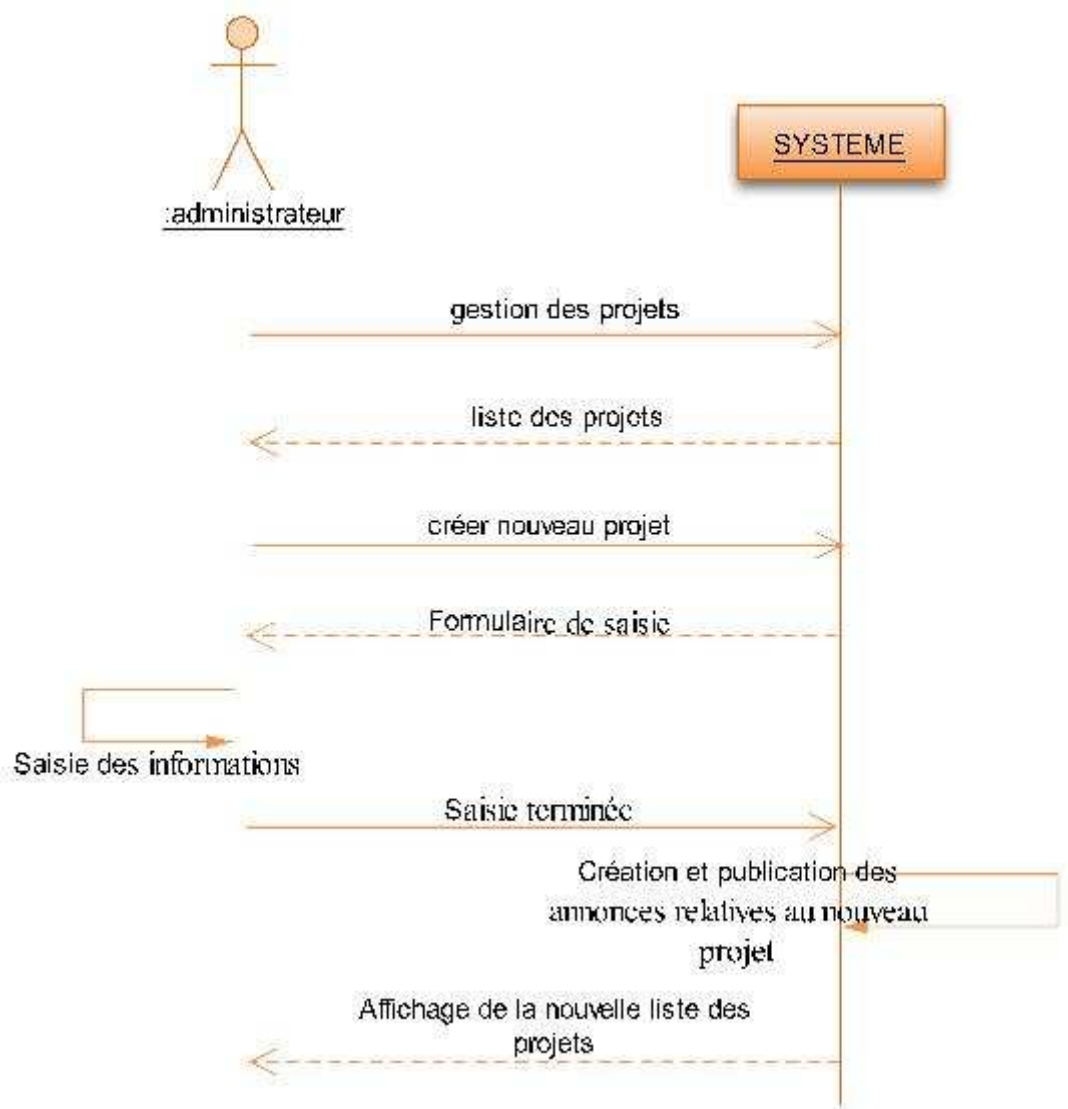 SYSTEME
:administrateur
gestion des projets
liste des projets
créer nouveau projet
Formulaire de saisie
Saisie des informations
Saisie terminée
Création et publication des
annonces relatives au nouveau
projet
Affichage de la nouvelle liste des
projets